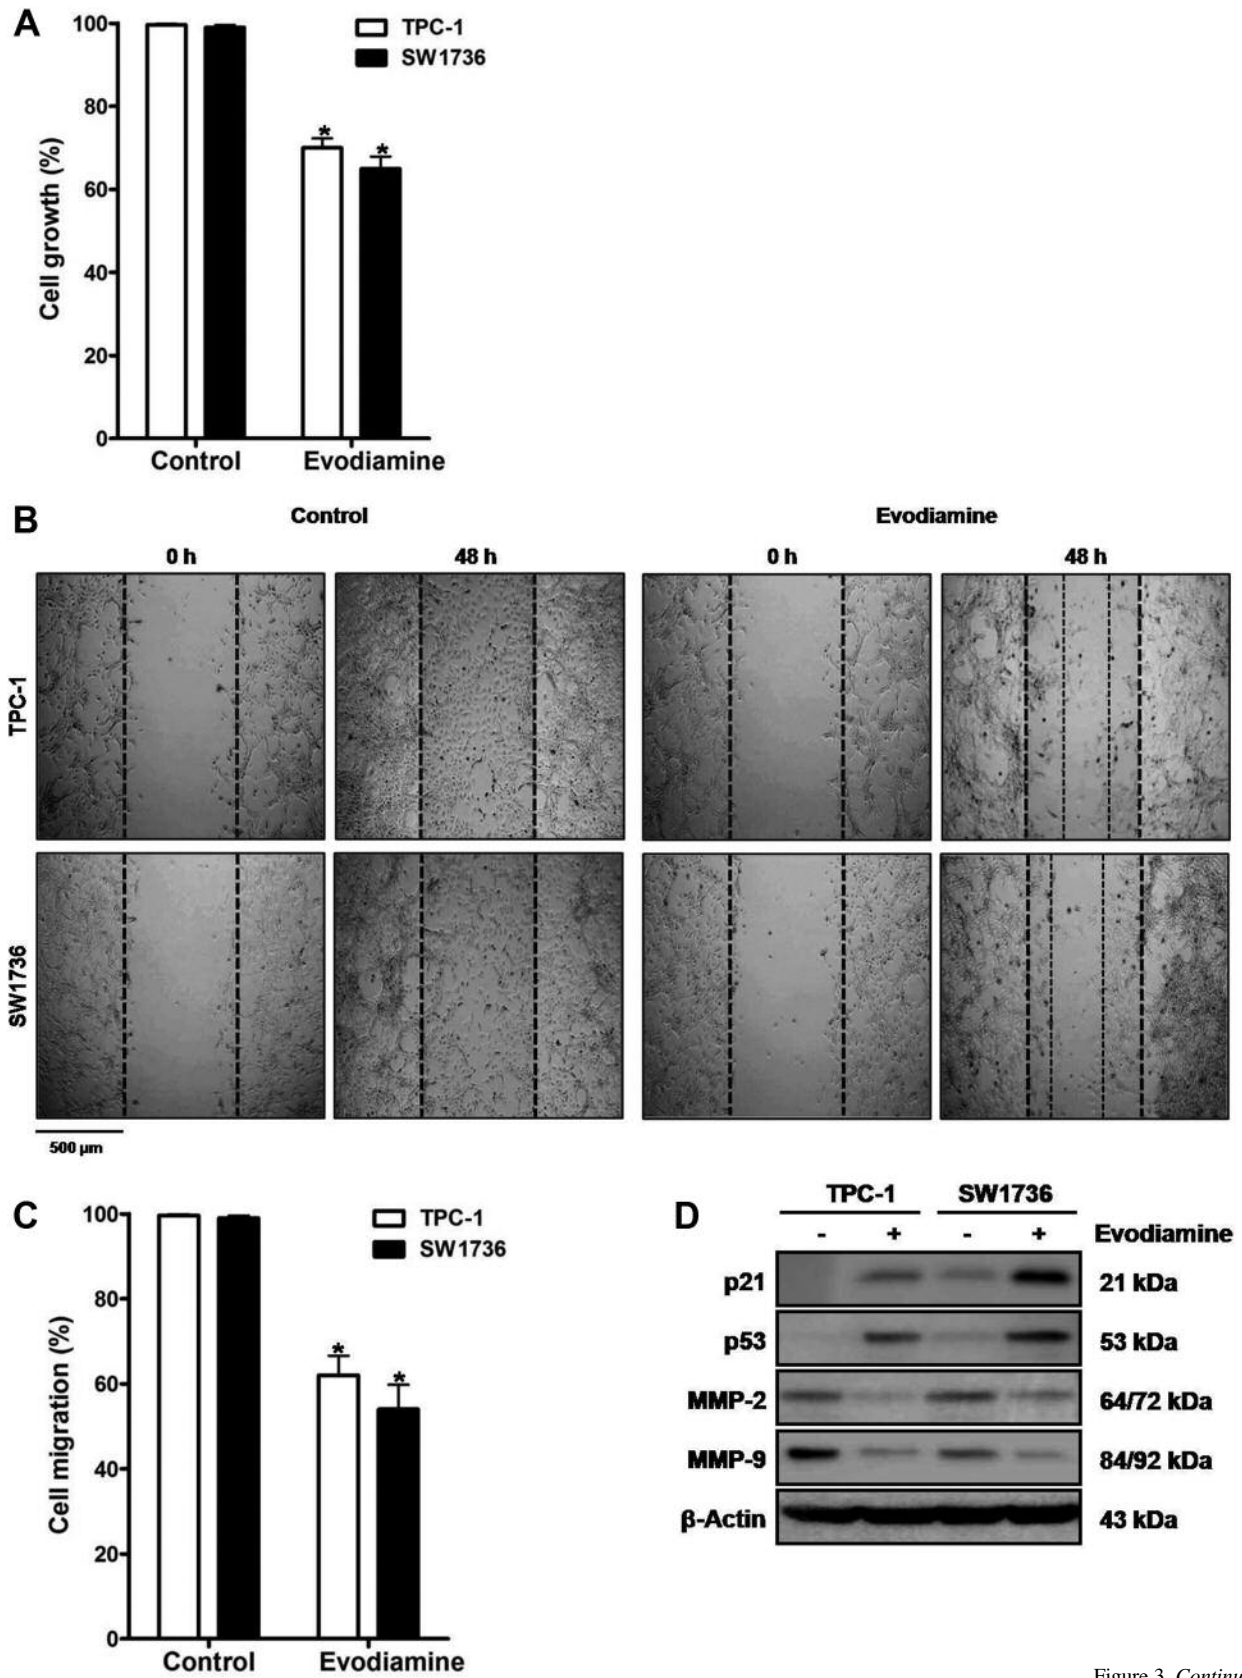 A
100
80
60
40
20
0
Cell growth (%)
TPC-1
SW1736
*
*
Control Evodiamine
B
Control Evodiamine
0 h 48 h 0 h 48 h
TPC-1
SW1736
500 µm
C
100
80
60
40
20
0
Cell migration (%)
TPC-1
SW1736
*
*
Control Evodiamine
D
TPC-1 SW1736
- + - + Evodiamine
p21 21 kDa
p53 53 kDa
MMP-2 64/72 kDa
MMP-9 84/92 kDa
β-Actin 43 kDa
Figure 3. Continu